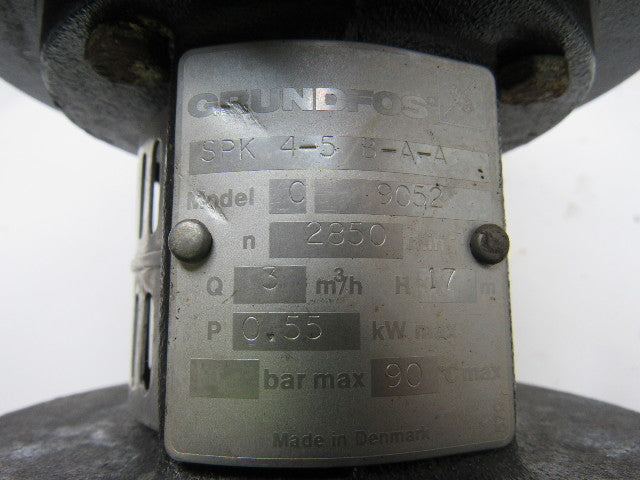 GRUNDFOS
SPK 4-5 B-A-A
Model C 9052
n 2850 min
Q 3 m³/h H 17 m
P 0.55 kW max
bar max 90 °C max
Made in Denmark